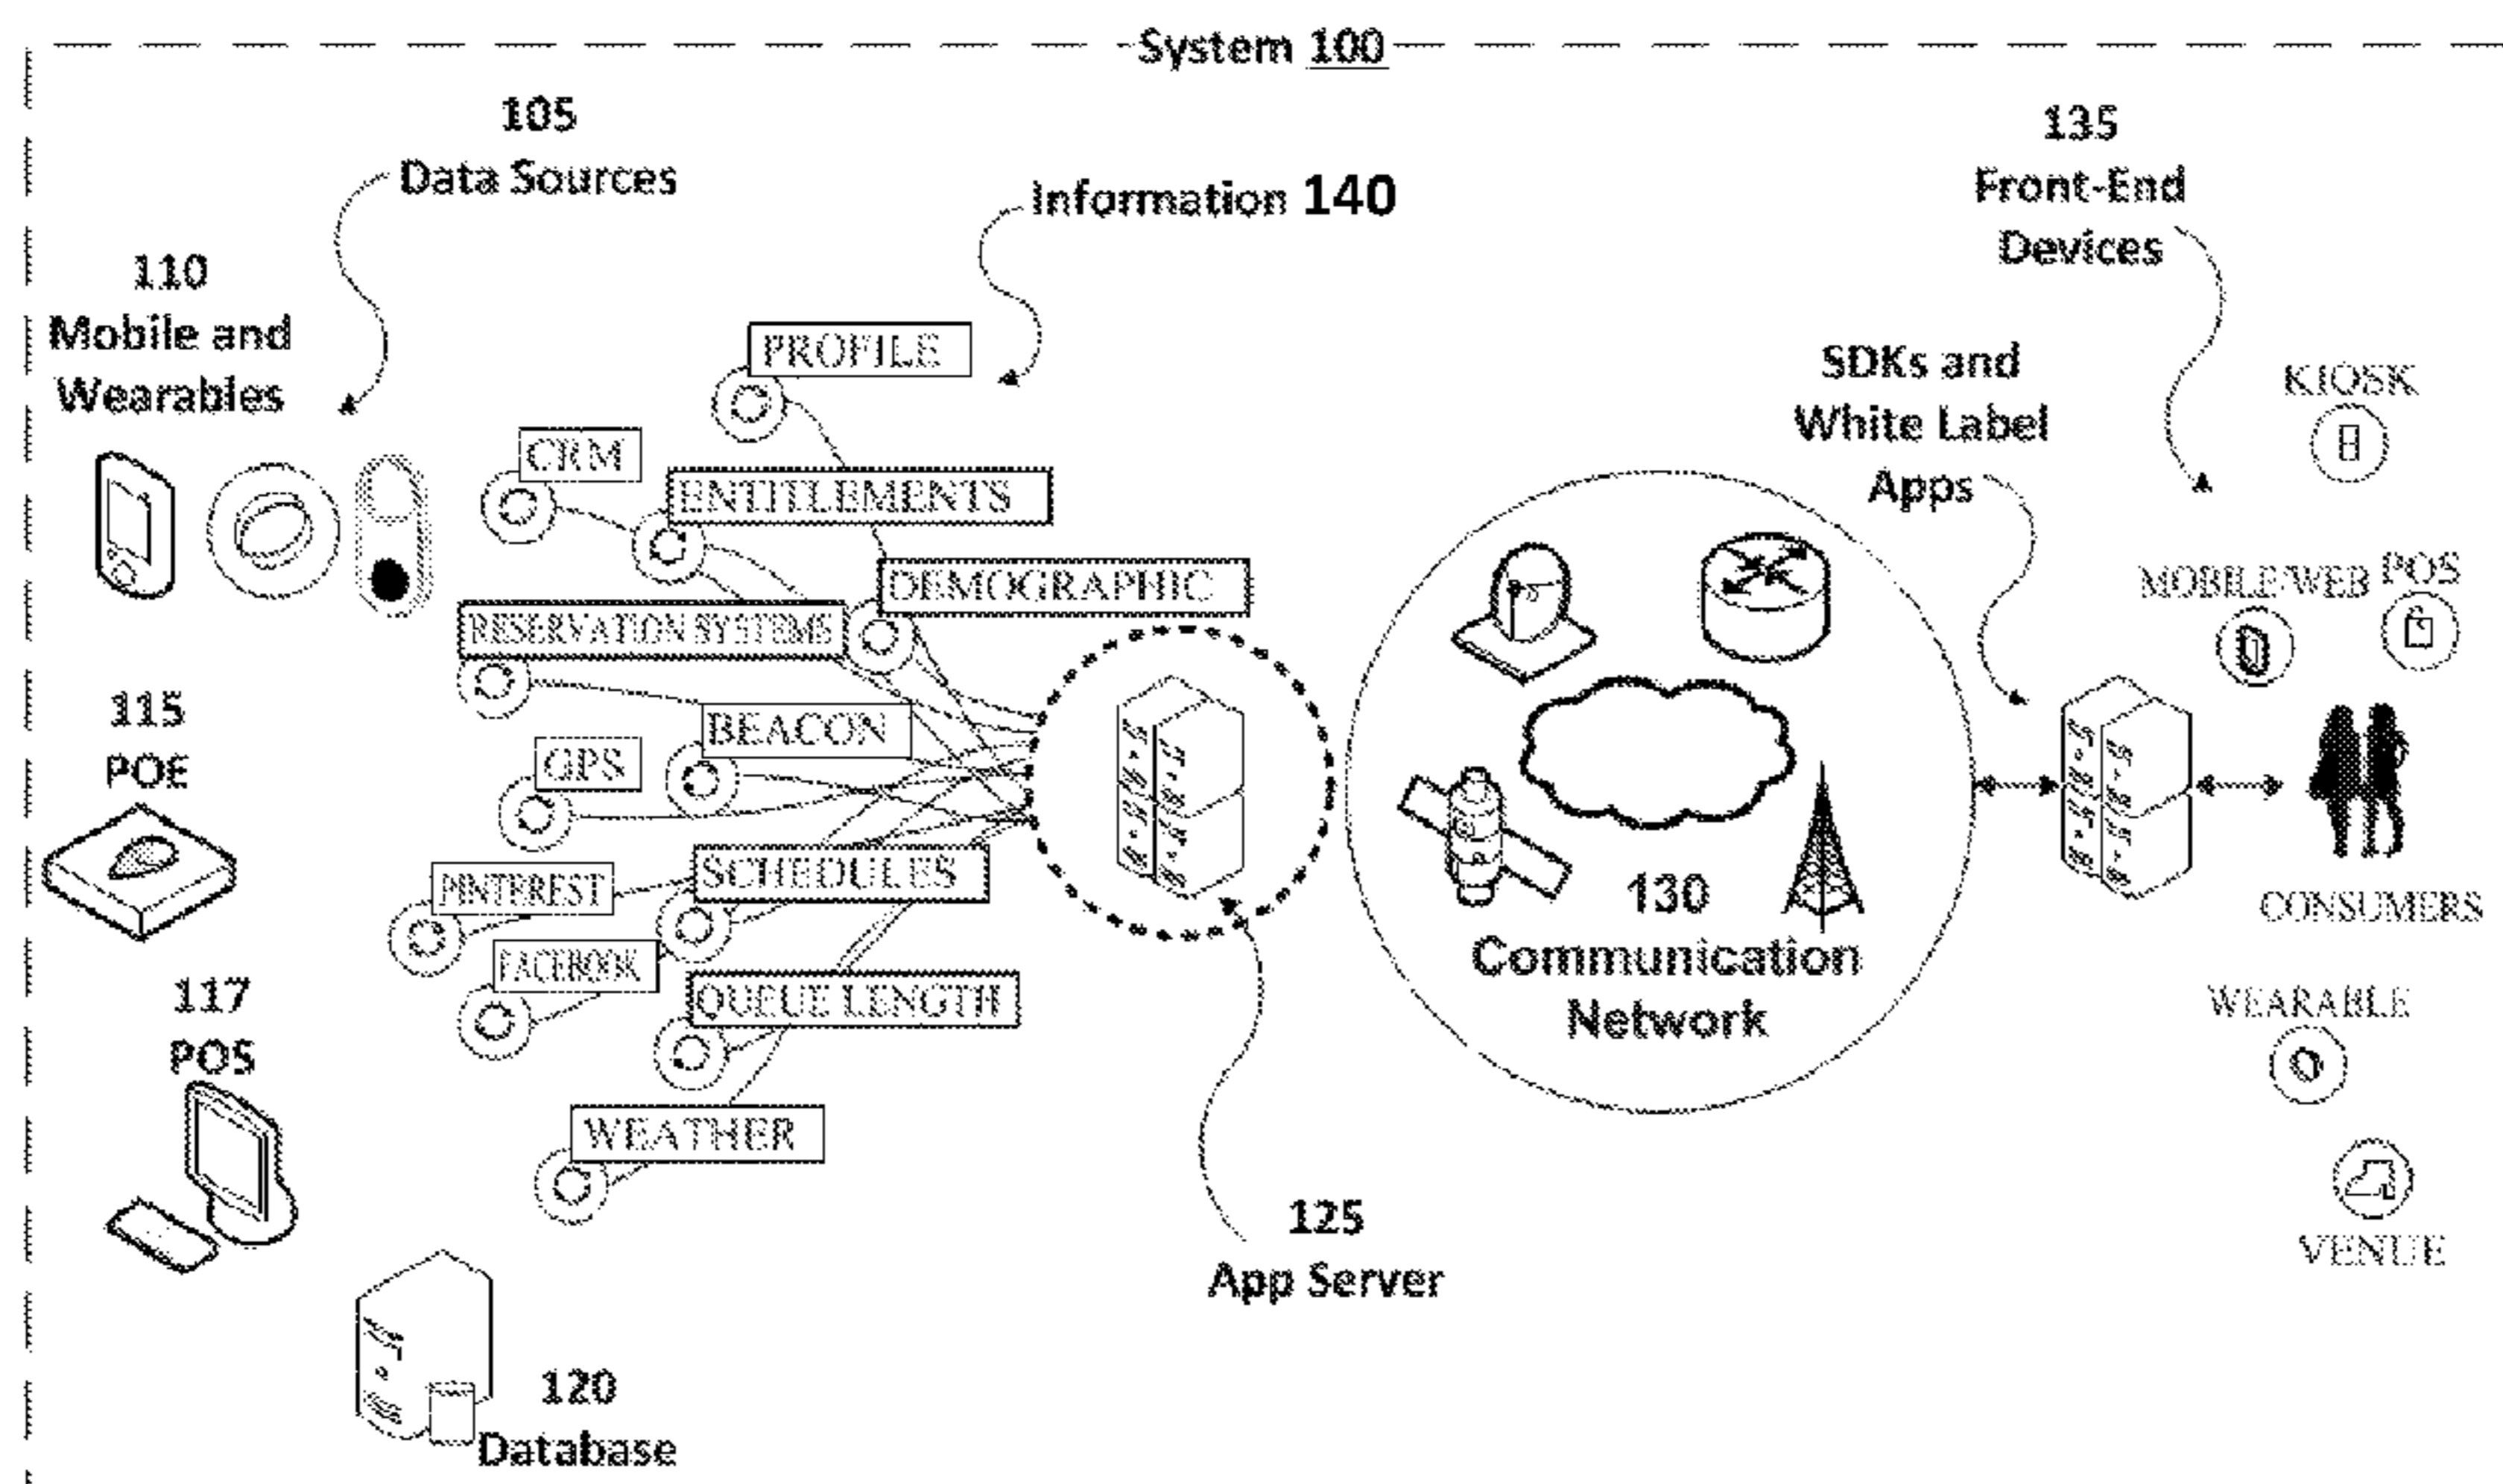 System 100
105
Data Sources
Information 140
135
Front-End
Devices
110
Mobile and
Wearables
PROFILE
SDKs and
White Label
Apps
KIOSK
CRM
ENTITLEMENTS
DEMOGRAPHIC
MOBILE/WEB
POS
RESERVATION SYSTEMS
115
POE
BEACON
GPS
SCHEDULES
PINTEREST
130
Communication
Network
CONSUMERS
FACEBOOK
117
POS
QUEUE LENGTH
WEARABLE
WEATHER
125
App Server
VENUE
120
Database